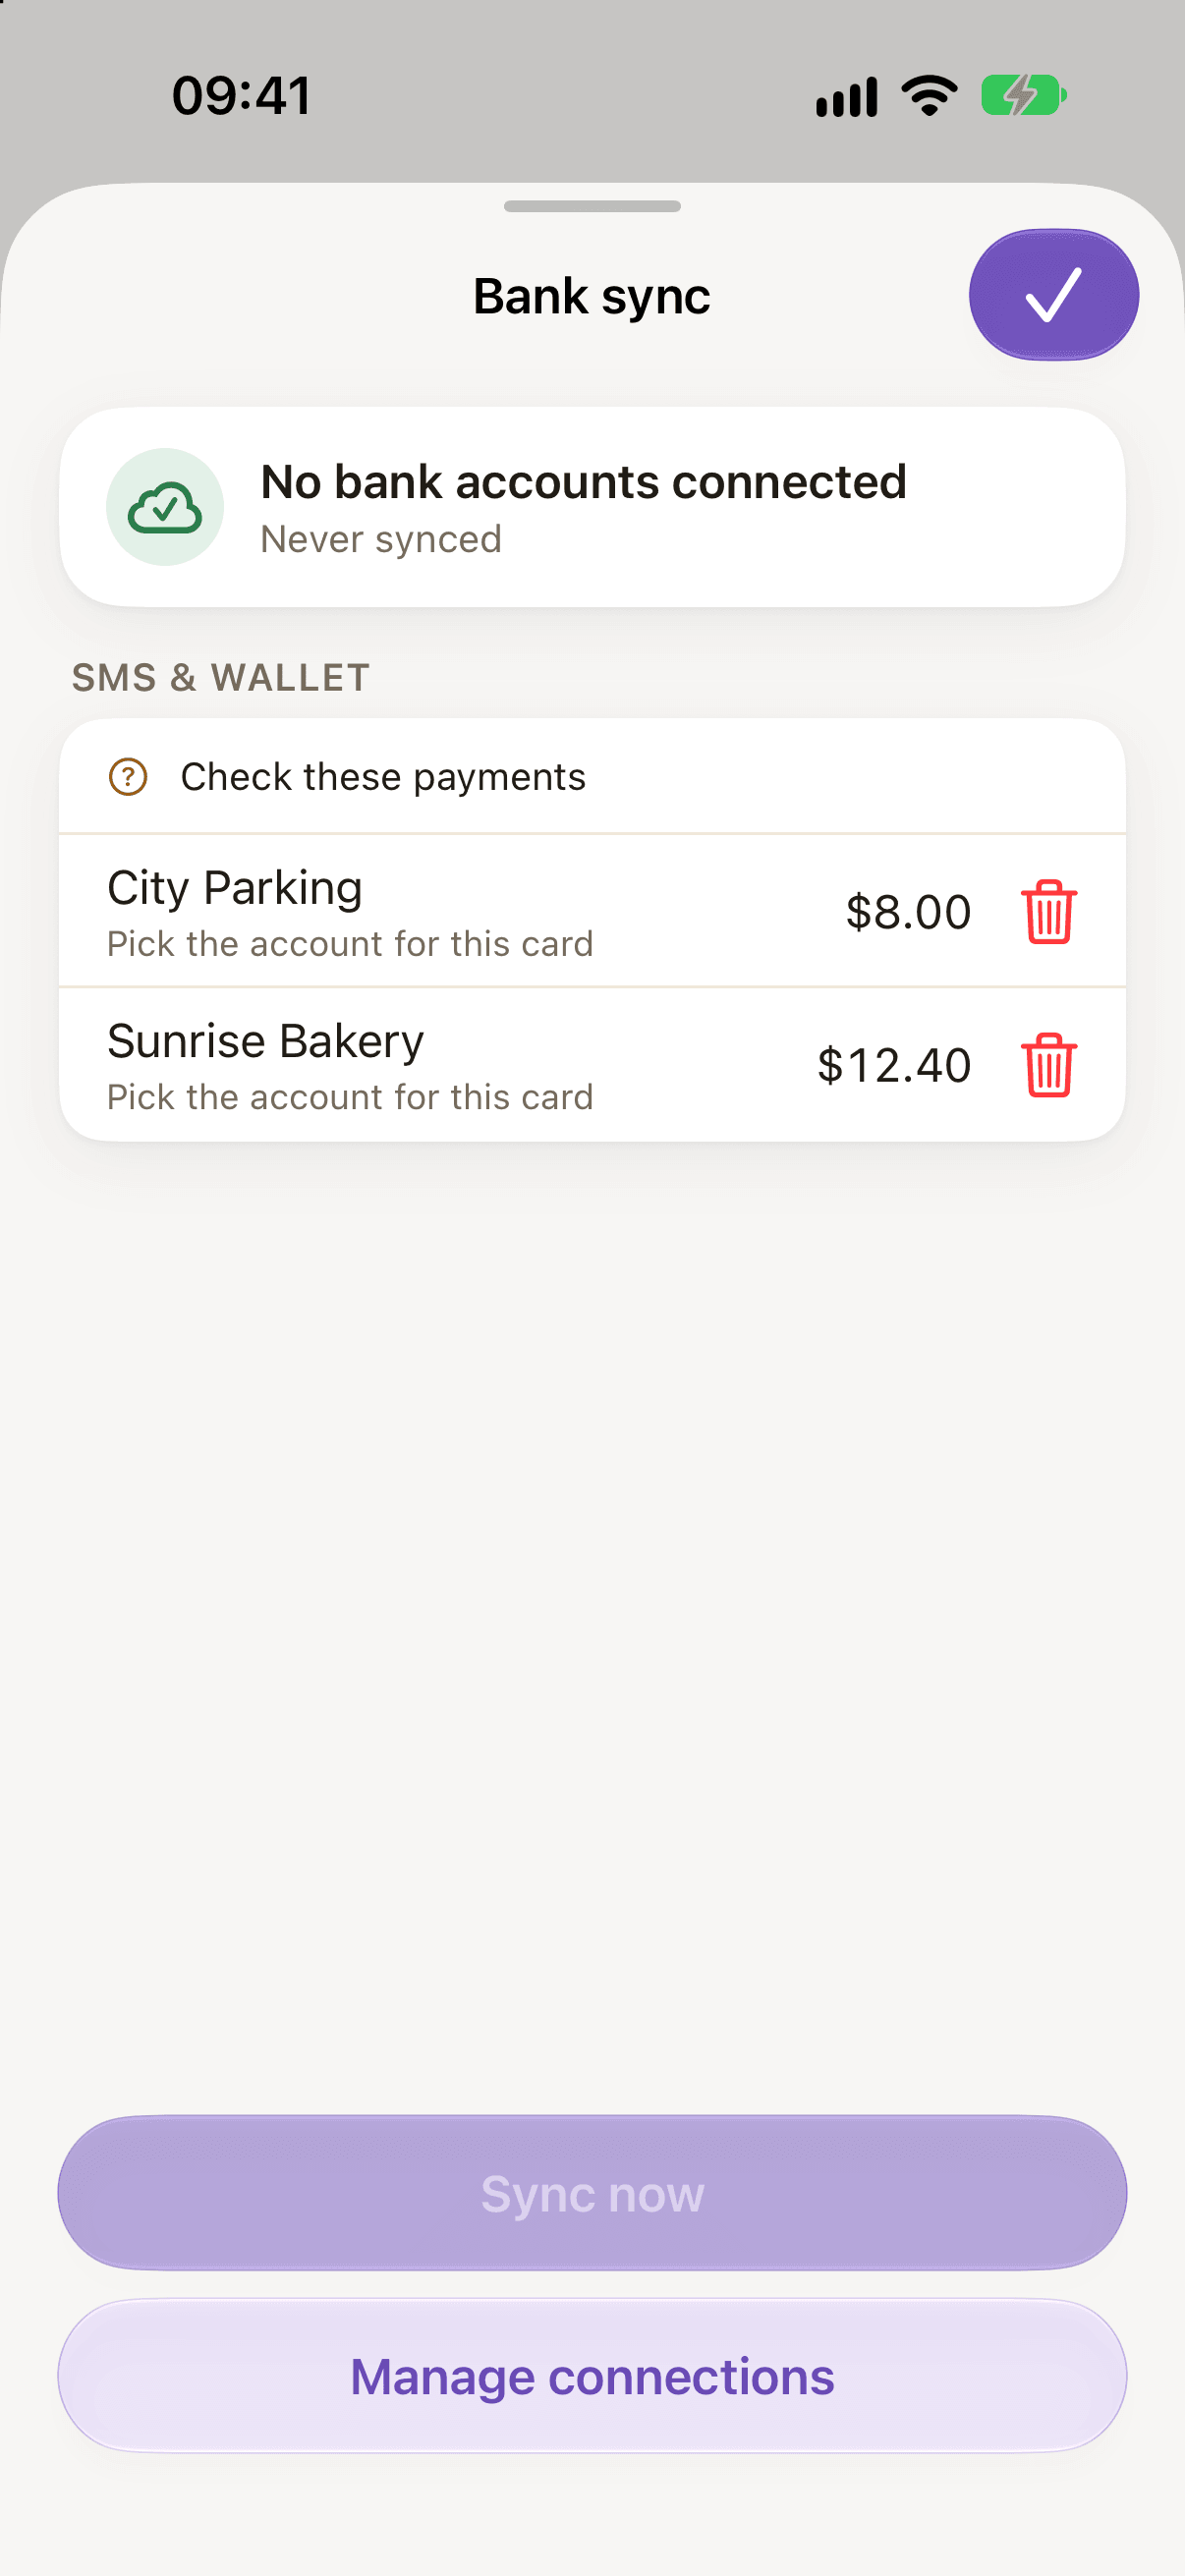 09:41
Bank sync
No bank accounts connected
Never synced
SMS & WALLET
? Check these payments
City Parking
Pick the account for this card
$8.00
Sunrise Bakery
Pick the account for this card
$12.40
Sync now
Manage connections